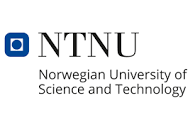 NTNU
Norwegian University of
Science and Technology